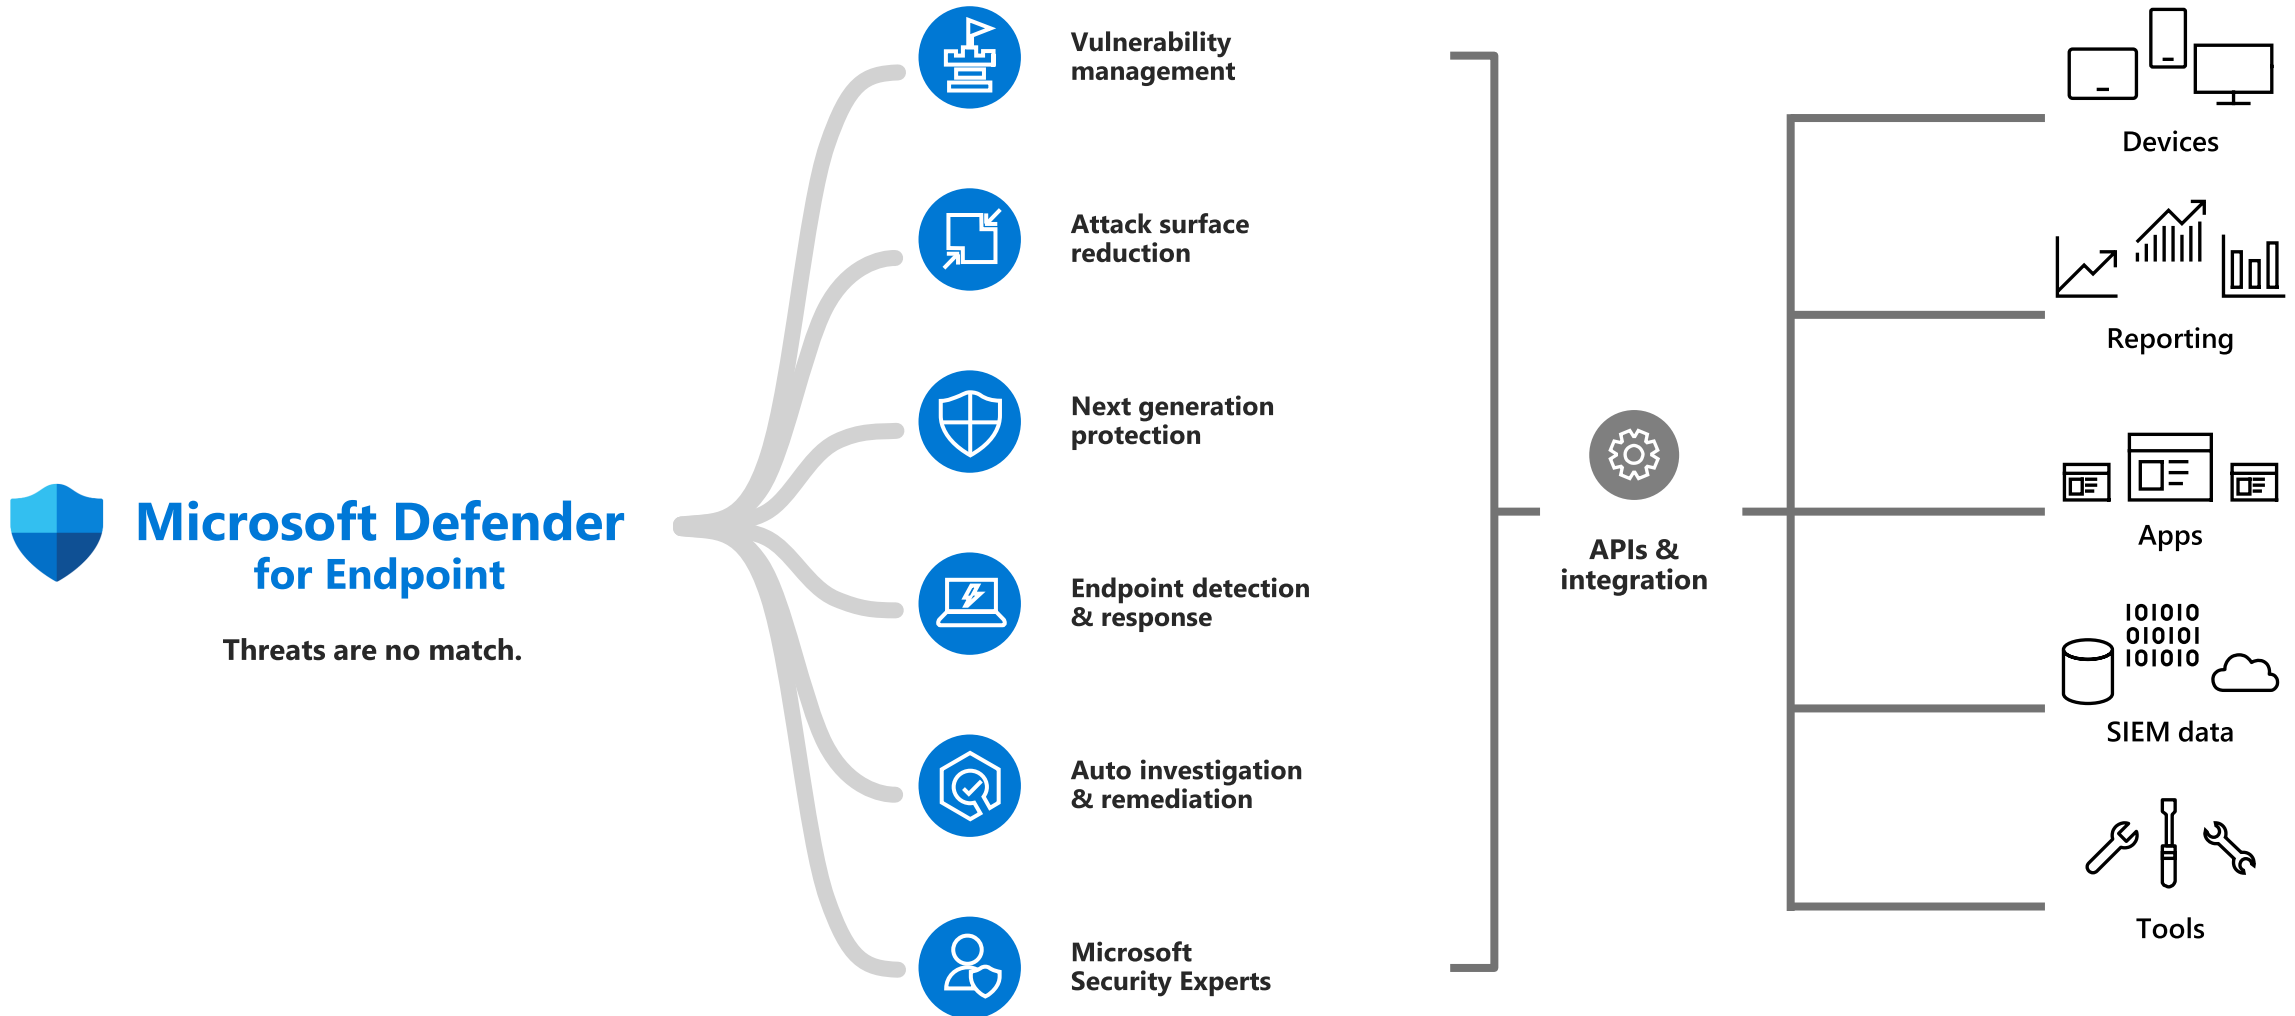 Microsoft Defender
for Endpoint
Threats are no match.
Vulnerability
management
Attack surface
reduction
Next generation
protection
Endpoint detection
& response
Auto investigation
& remediation
Microsoft
Security Experts
APIs &
integration
Devices
Reporting
Apps
101010
010101
101010
SIEM data
Tools